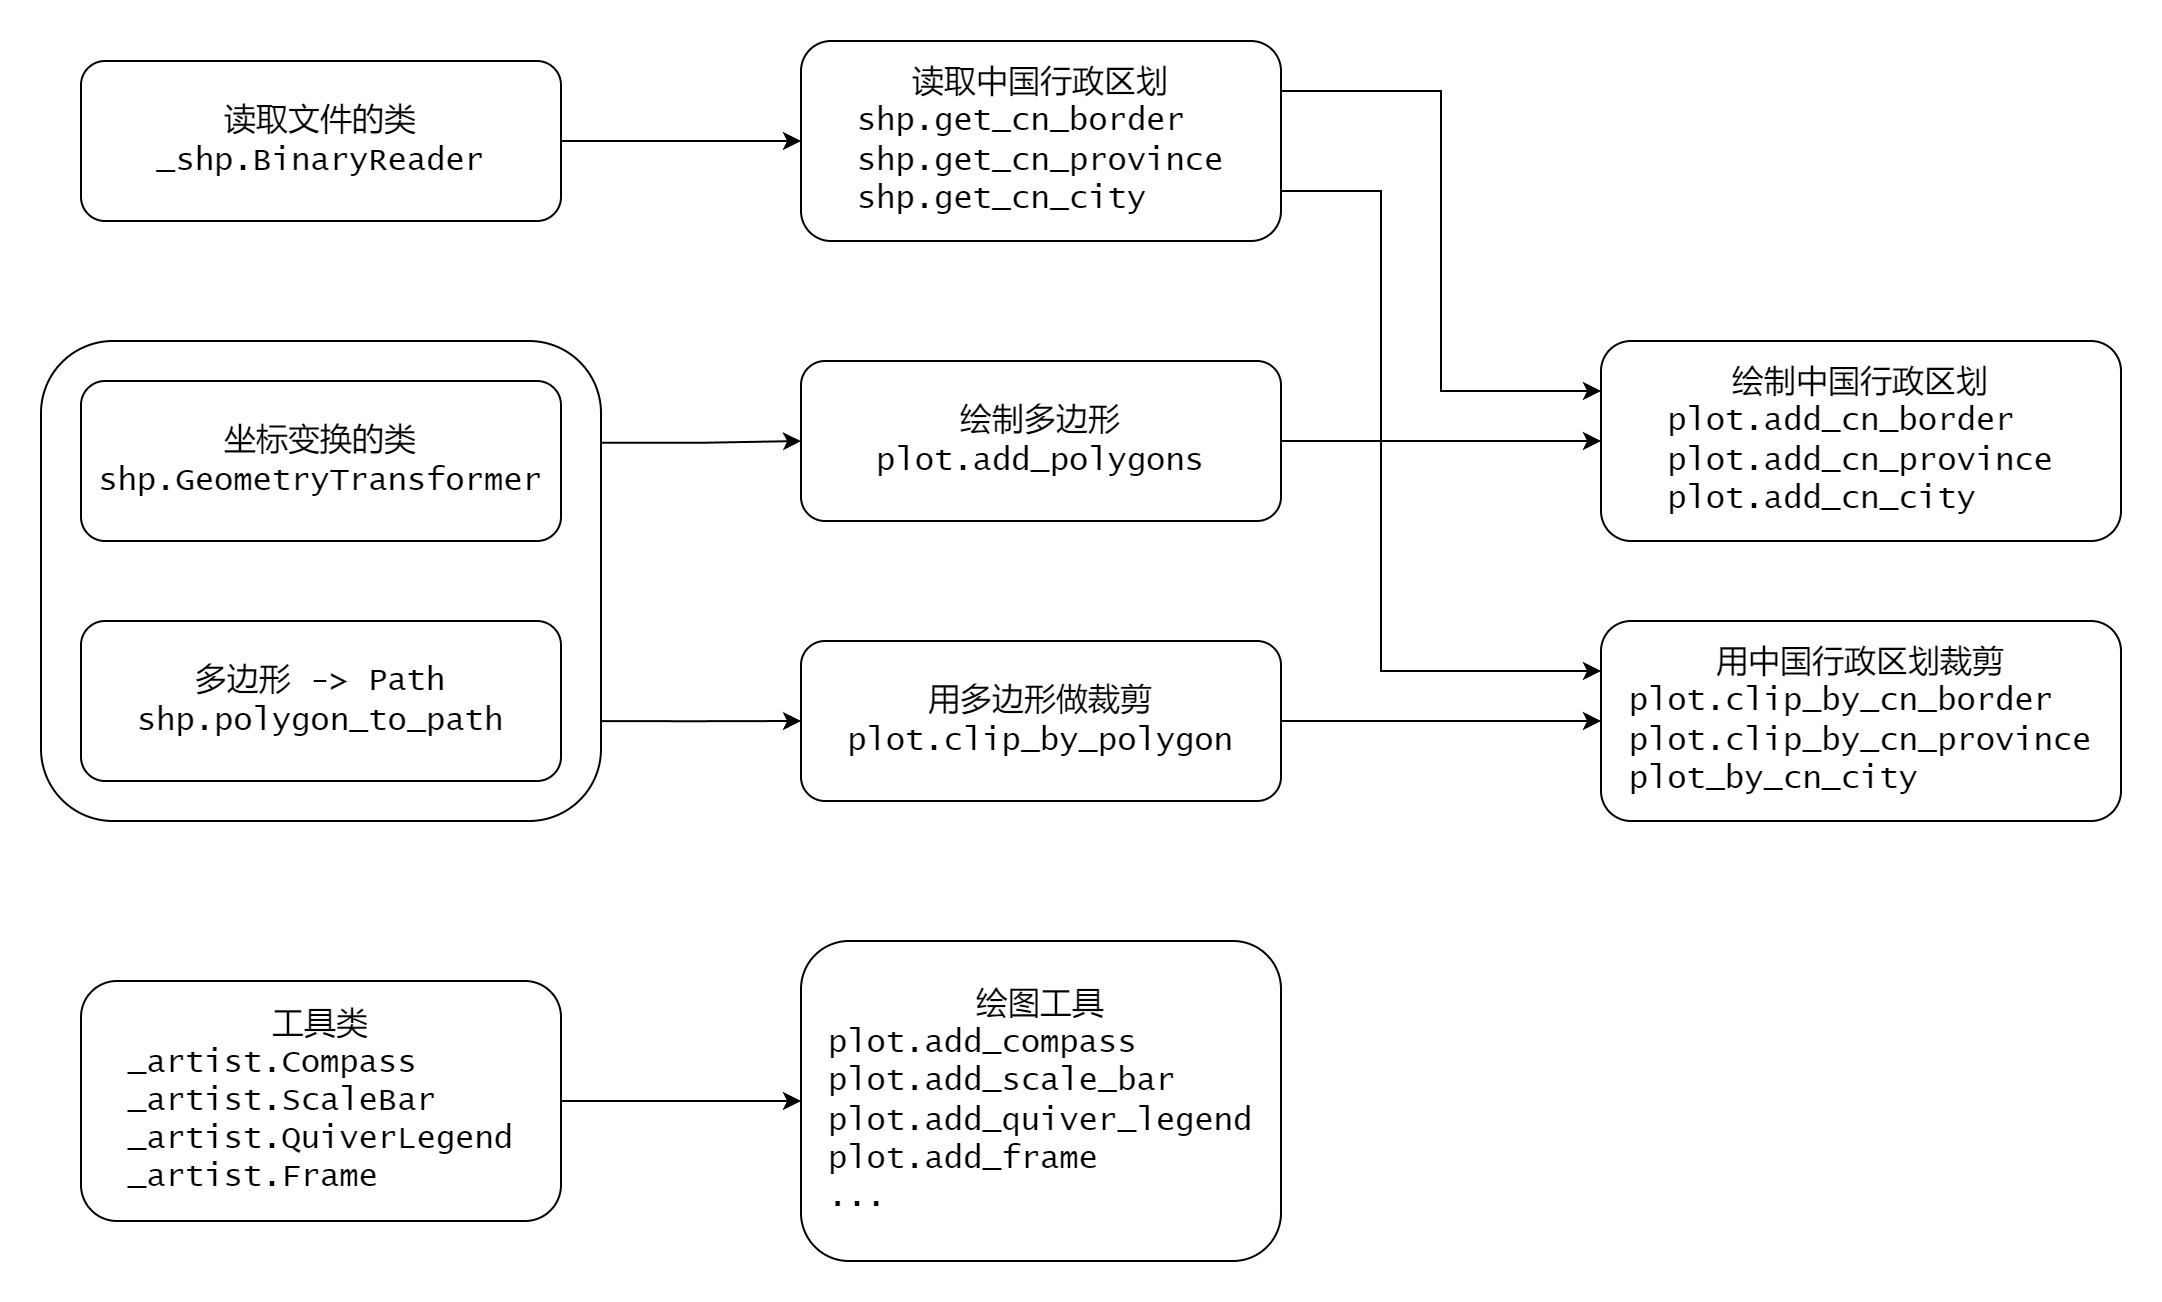 读取文件的类
_shp.BinaryReader
读取中国行政区划
shp.get_cn_border
shp.get_cn_province
shp.get_cn_city
坐标变换的类
shp.GeometryTransformer
多边形 -> Path
shp.polygon_to_path
绘制多边形
plot.add_polygons
用多边形做裁剪
plot.clip_by_polygon
绘制中国行政区划
plot.add_cn_border
plot.add_cn_province
plot.add_cn_city
用中国行政区划裁剪
plot.clip_by_cn_border
plot.clip_by_cn_province
plot_by_cn_city
工具类
_artist.Compass
_artist.ScaleBar
_artist.QuiverLegend
_artist.Frame
绘图工具
plot.add_compass
plot.add_scale_bar
plot.add_quiver_legend
plot.add_frame
...